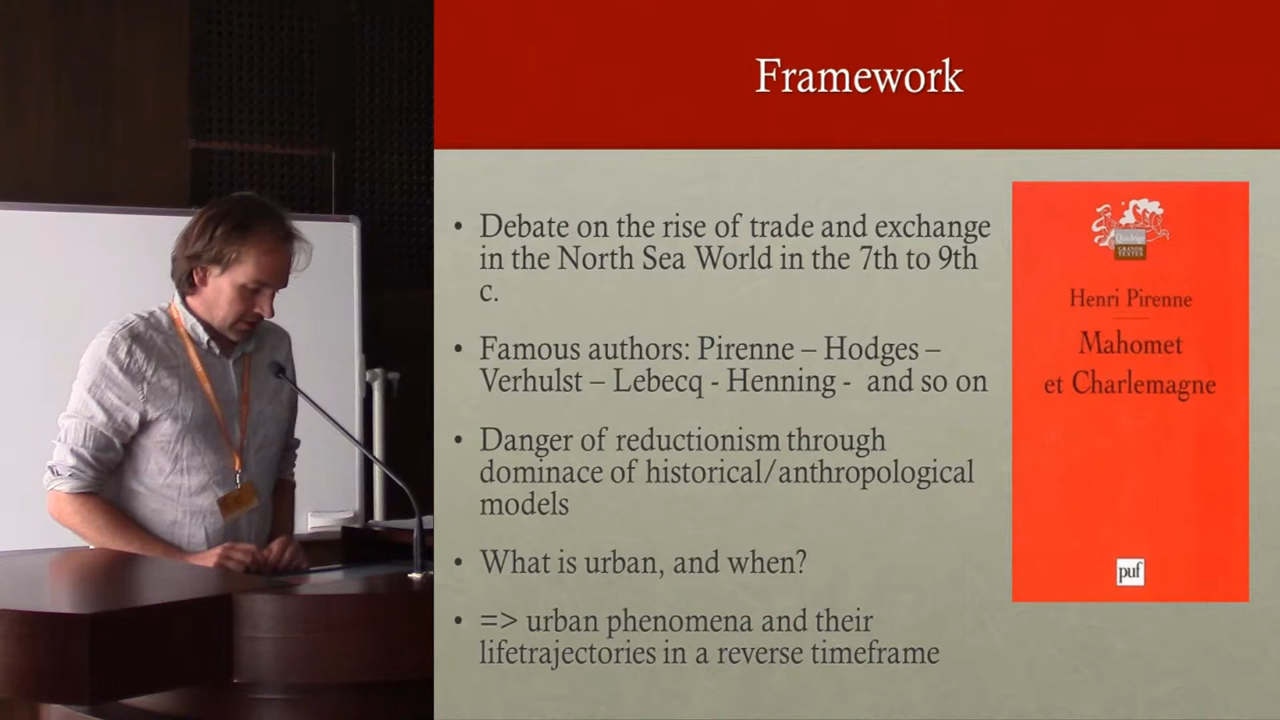 Framework
• Debate on the rise of trade and exchange
in the North Sea World in the 7th to 9th
c.
• Famous authors: Pirenne – Hodges –
Verhulst – Lebecq - Henning - and so on
• Danger of reductionism through
dominace of historical/anthropological
models
• What is urban, and when?
• => urban phenomena and their
lifetrajectories in a reverse timeframe
Quadrige
GRANDS
TEXTES
Henri Pirenne
Mahomet
et Charlemagne
puf